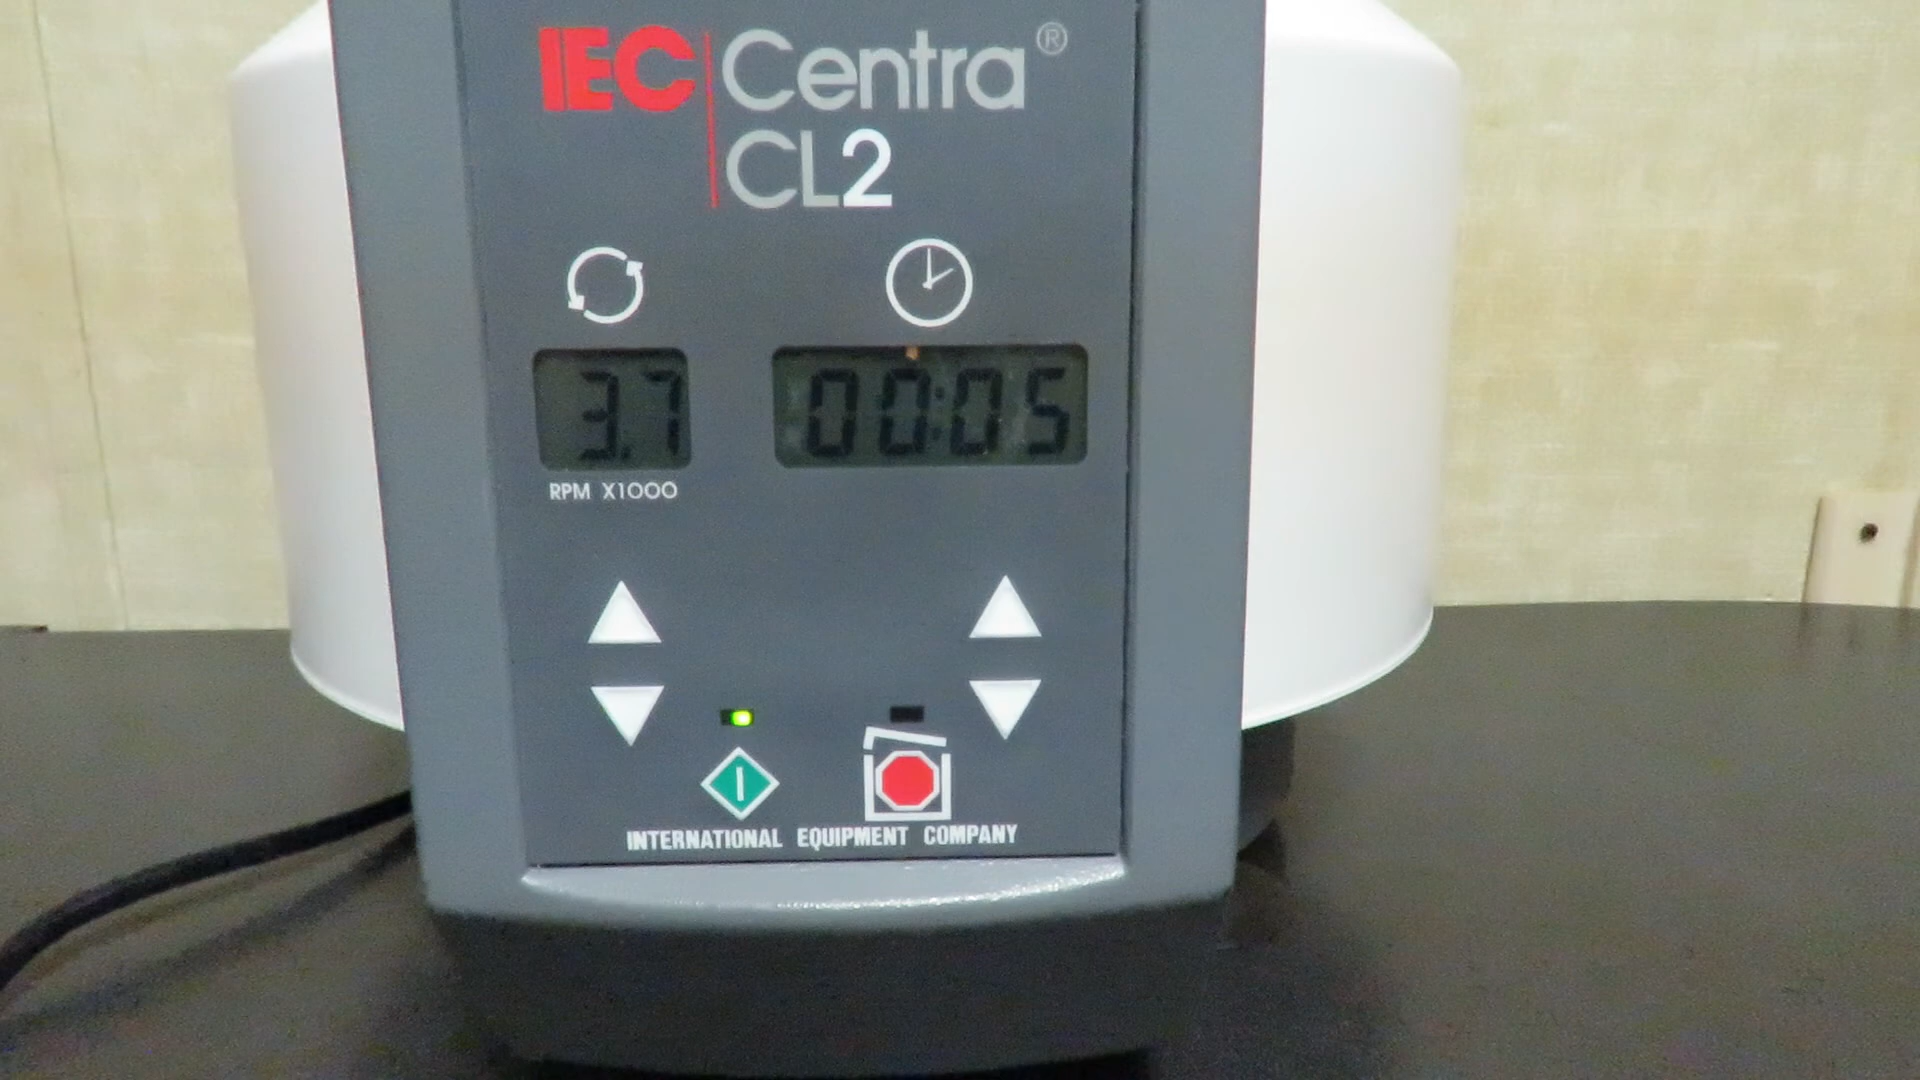 IEC Centra®
CL2
3.7 00:05
RPM X1000
INTERNATIONAL EQUIPMENT COMPANY